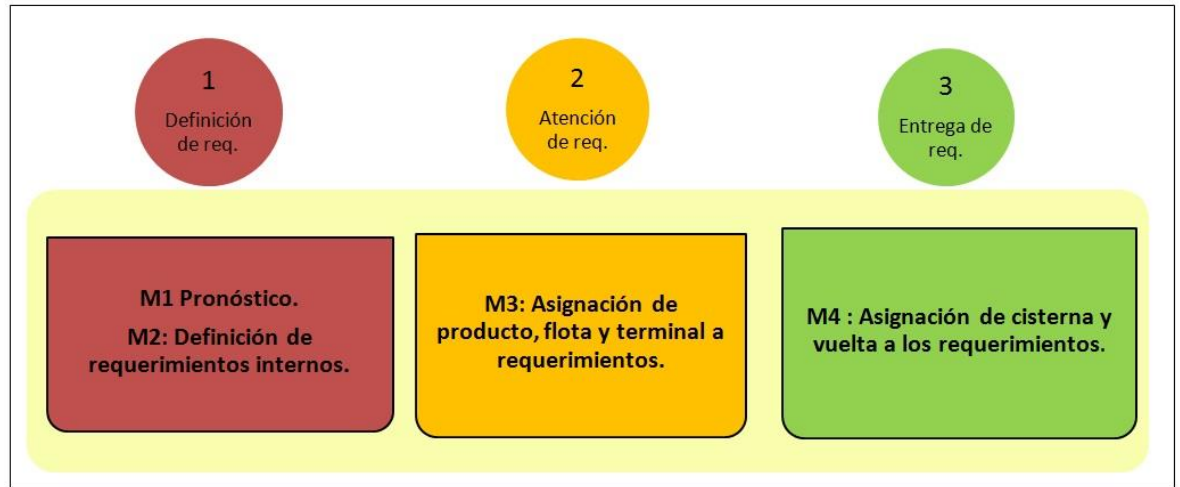 1
Definición
de req.
2
Atención
de req.
3
Entrega de
req.
M1 Pronóstico.
M2: Definición de
requerimientos internos.
M3: Asignación de
producto, flota y terminal a
requerimientos.
M4 : Asignación de cisterna y
vuelta a los requerimientos.